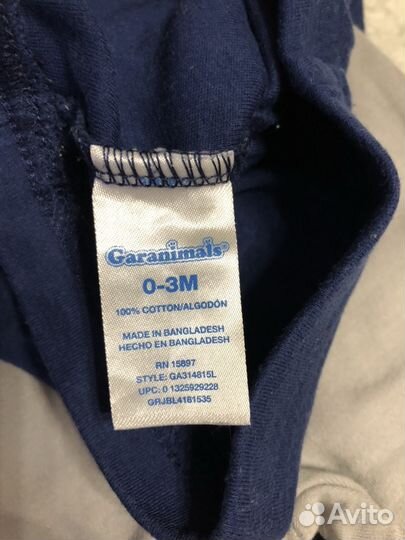 Garanimals®
0-3M
100% COTTON/ALGODÓN
MADE IN BANGLADESH
HECHO EN BANGLADESH
RN 15897
STYLE: GA314815L
UPC: 0 1325929228
GRJBL4181535
Avito